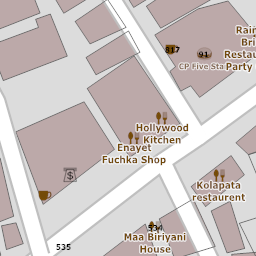 Rain
Bri
Restau
Party
817
91
CP Five Sta
Hollywood
Kitchen
Enayet
Fuchka Shop
Kolapata
restaurent
534
Maa Biriyani
House
535